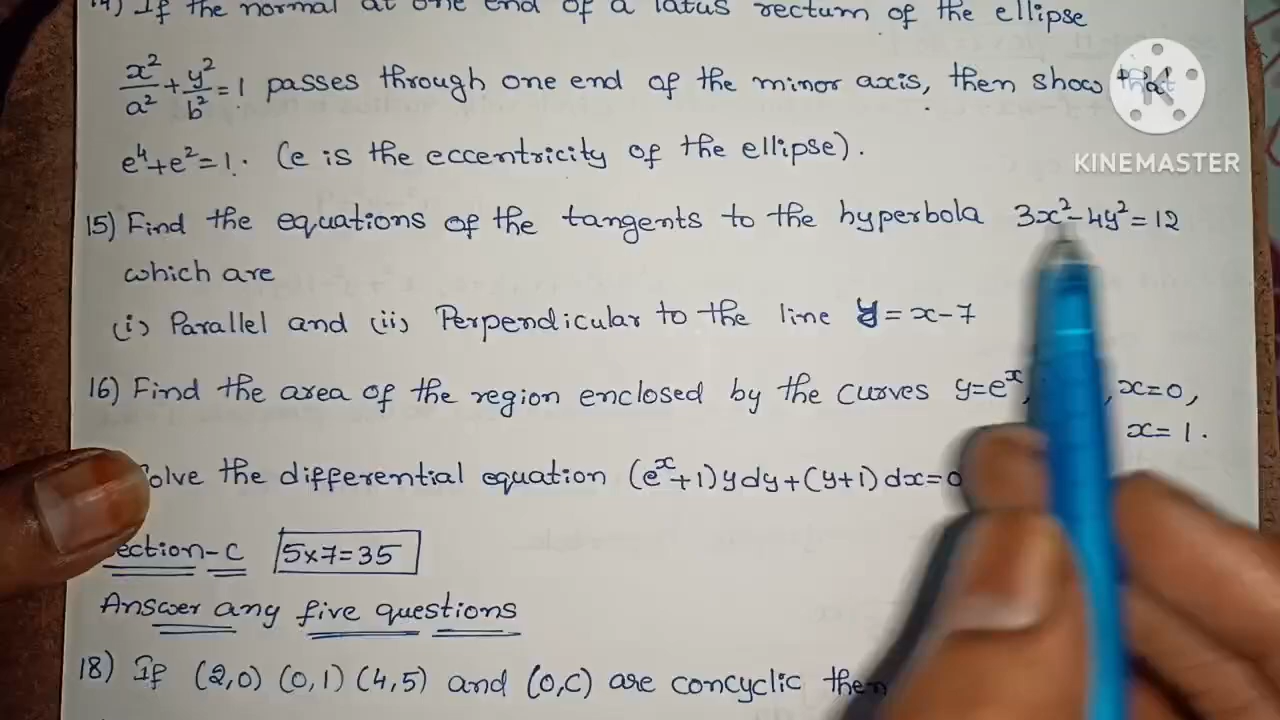 14) If the normal at one end of a latus rectum of the ellipse
x²/a² + y²/b² = 1 passes through one end of the minor axis, then show that
e⁴+e²=1. (e is the eccentricity of the ellipse).
KINEMASTER
15) Find the equations of the tangents to the hyperbola 3x²-4y²=12
which are
(i) Parallel and (ii) Perpendicular to the line y=x-7
16) Find the area of the region enclosed by the curves y=eˣ, , x=0,
x=1.
olve the differential equation (eˣ+1)ydy+(y+1)dx=0
ection-C 5x7=35
Answer any five questions
18) If (2,0) (0,1) (4,5) and (0,C) are concyclic then